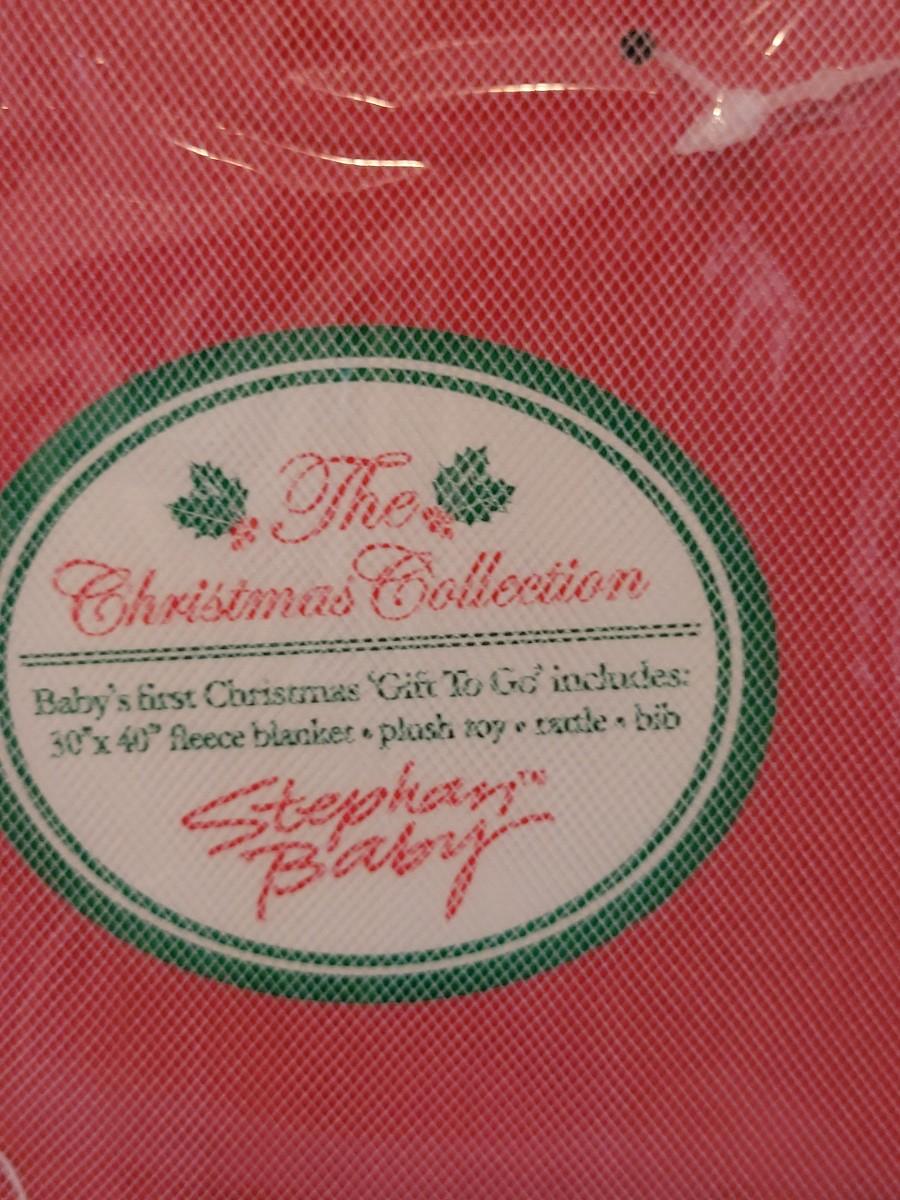 The
Christmas Collection
Baby's first Christmas 'Gift To Go' includes:
30"x 40" fleece blanket • plush toy • rattle • bib
Stephan™
Baby